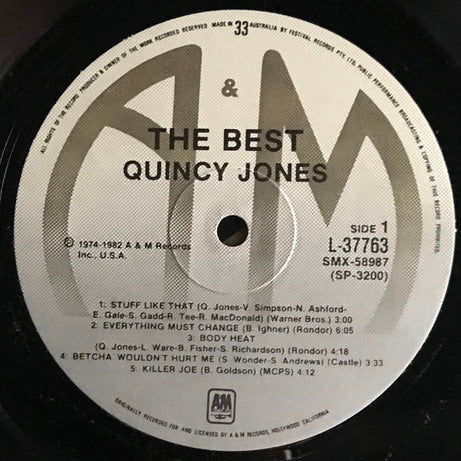 ALL RIGHTS OF THE RECORD PRODUCER & OWNER OF THE WORK RECORDED RESERVED MADE IN AUSTRALIA BY FESTIVAL RECORDS PTY. LTD. PUBLIC PERFORMANCE BROADCASTING & COPYING OF THIS RECORD PROHIBITED
33
A&M
&
THE BEST
QUINCY JONES
SIDE 1
L-37763
SMX-58987
(SP-3200)
℗ 1974-1982 A & M Records
Inc., U.S.A.
1: STUFF LIKE THAT (Q. Jones-V. Simpson-N. Ashford-
E. Gale-S. Gadd-R. Tee-R. MacDonald) (Warner Bros.) 3:00
2: EVERYTHING MUST CHANGE (B. Ighner) (Rondor) 6:05
3: BODY HEAT
(Q. Jones-L. Ware-B. Fisher-S. Richardson) (Rondor) 4:18
4: BETCHA' WOULDN'T HURT ME (S. Wonder-S. Andrews) (Castle) 3:33
5: KILLER JOE (B. Goldson) (MCPS) 4:12
A&M
RECORDS
ORIGINALLY RECORDED FOR AND LICENSED BY A & M RECORDS, HOLLYWOOD CALIFORNIA